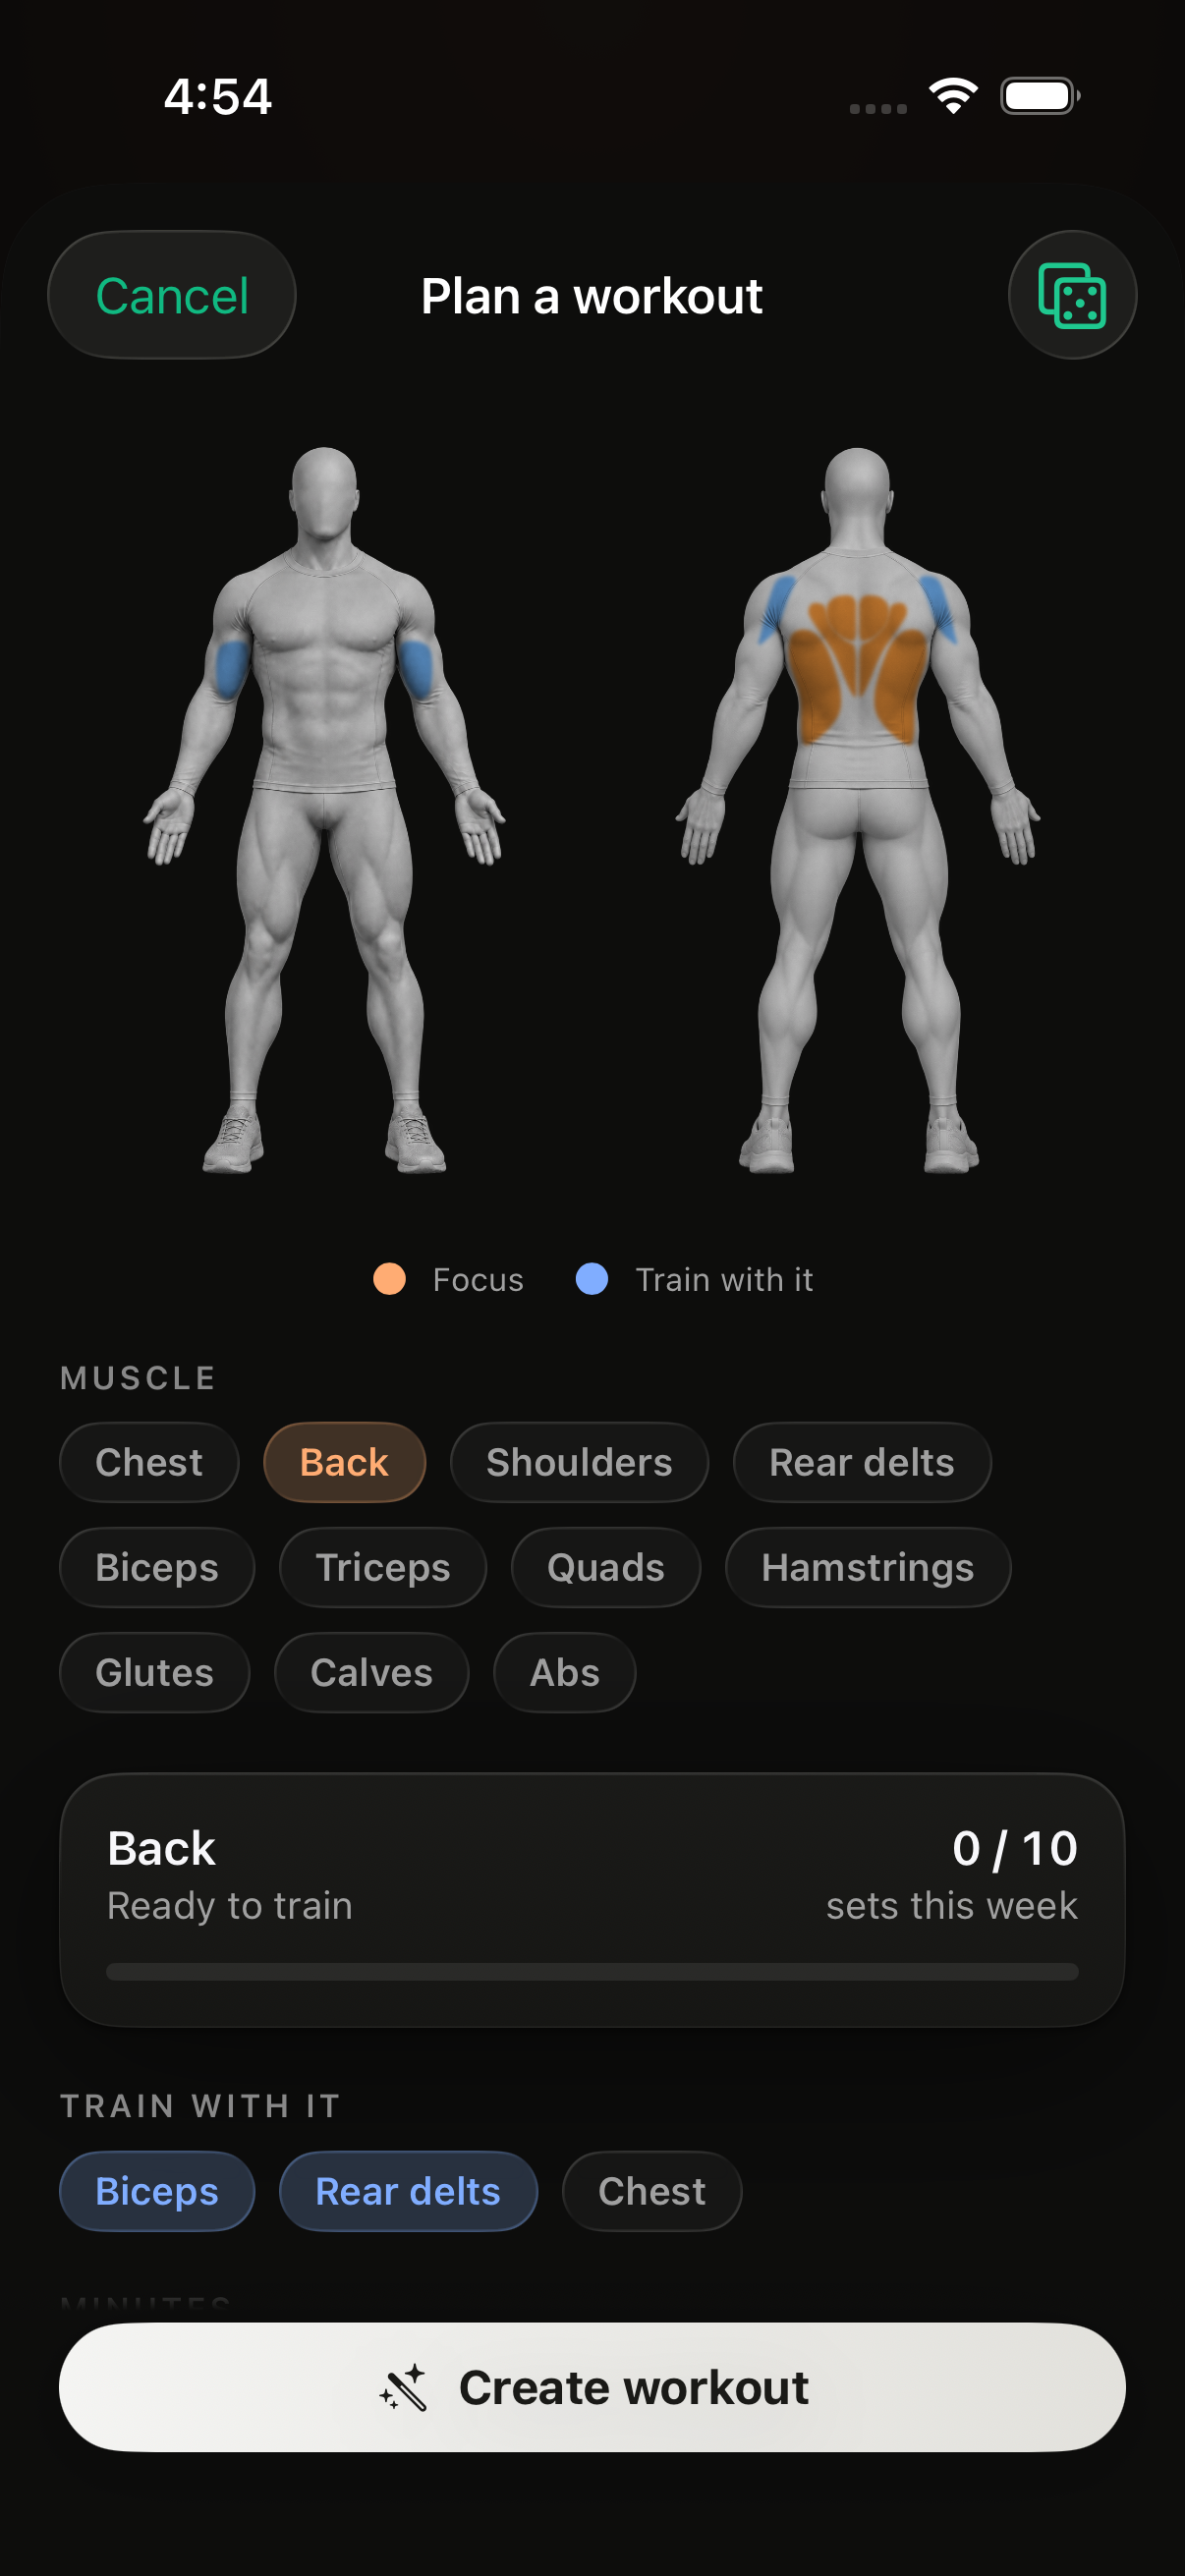 4:54
Cancel
Plan a workout
Focus
Train with it
MUSCLE
Chest
Back
Shoulders
Rear delts
Biceps
Triceps
Quads
Hamstrings
Glutes
Calves
Abs
Back
0 / 10
Ready to train
sets this week
TRAIN WITH IT
Biceps
Rear delts
Chest
MINUTES
Create workout